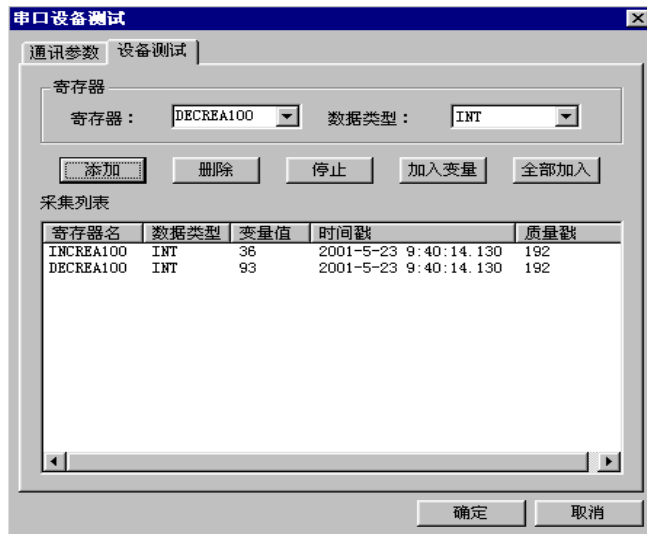 串口设备测试
通讯参数 设备测试
寄存器
寄存器： DECREA100 数据类型： INT
添加 删除 停止 加入变量 全部加入
采集列表
寄存器名 数据类型 变量值 时间戳 质量戳
INCREA100 INT 36 2001-5-23 9:40:14.130 192
DECREA100 INT 93 2001-5-23 9:40:14.130 192
确定 取消